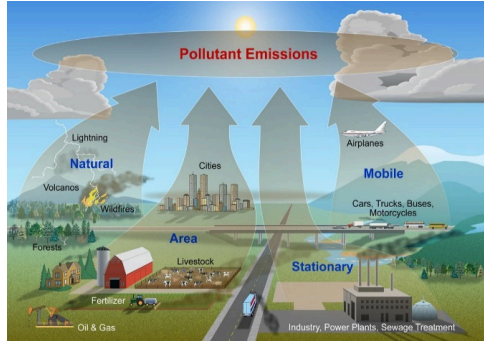 Pollutant Emissions
Lightning
Natural
Volcanos
Wildfires
Forests
Cities
Area
Livestock
Fertilizer
Oil & Gas
Airplanes
Mobile
Cars, Trucks, Buses,
Motorcycles
Stationary
Industry, Power Plants, Sewage Treatment